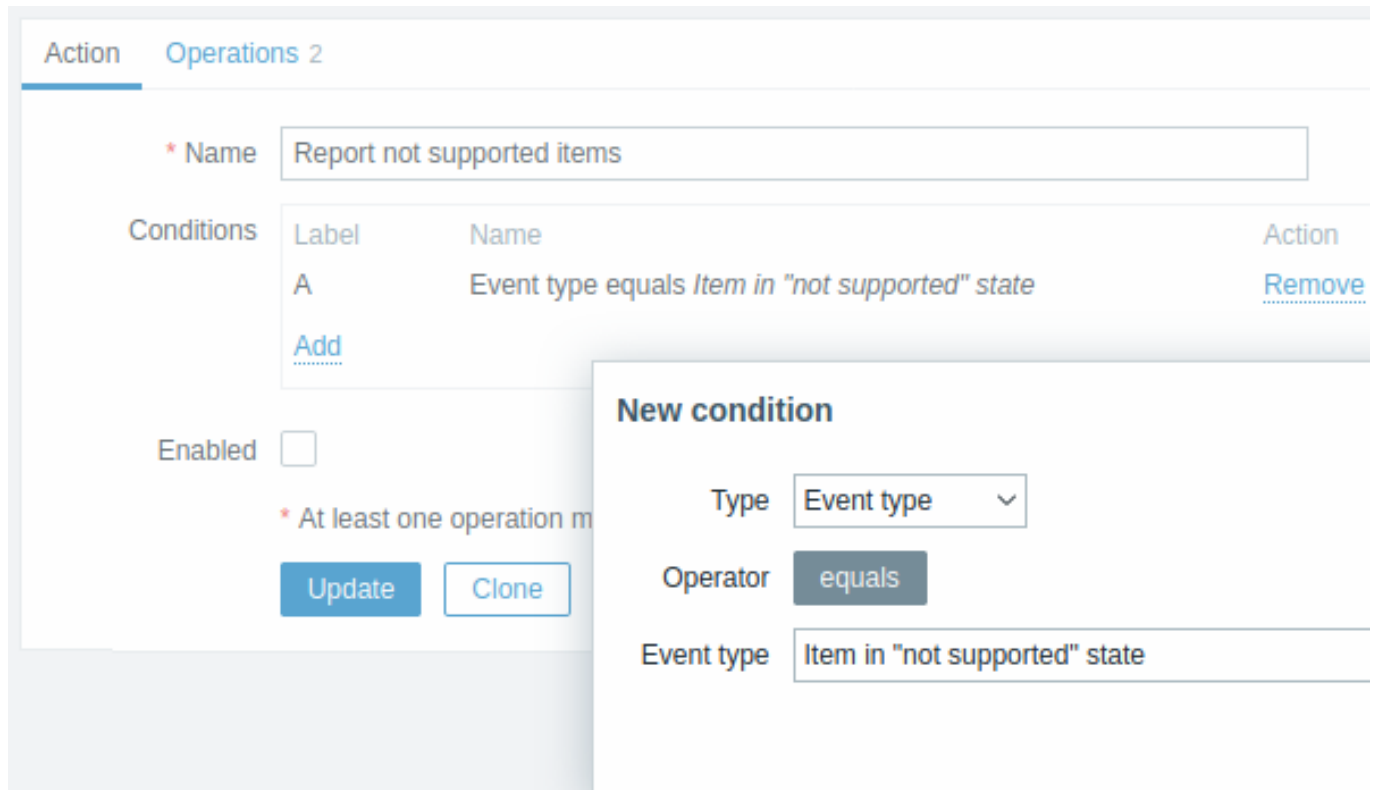 Action Operations 2
* Name Report not supported items
Conditions Label Name Action
A Event type equals Item in "not supported" state Remove
Add
New condition
Enabled
Type Event type
* At least one operation
Operator equals
Update Clone
Event type Item in "not supported" state